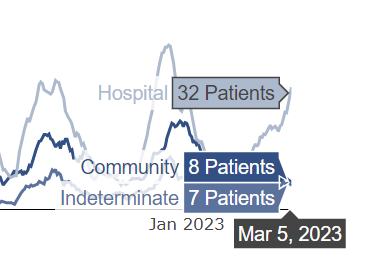 Hospital 32 Patients
Community 8 Patients
Indeterminate 7 Patients
Jan 2023
Mar 5, 2023